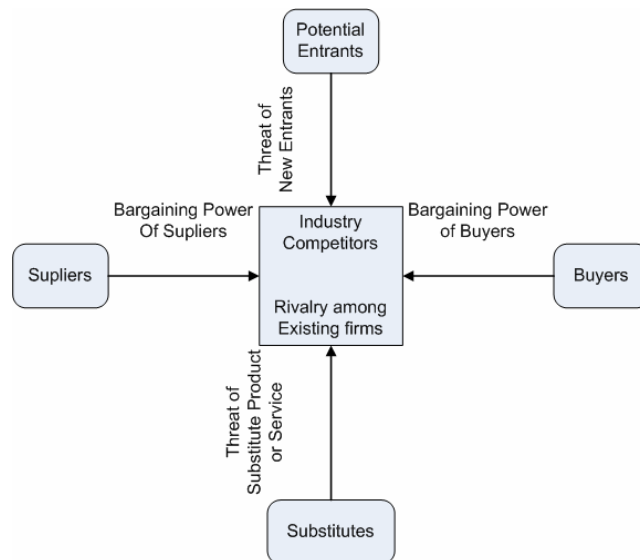 Potential
Entrants
Threat of
New Entrants
Bargaining Power
Of Supliers
Industry
Competitors
Bargaining Power
of Buyers
Supliers
Buyers
Rivalry among
Existing firms
Threat of
Substitute Product
or Service
Substitutes